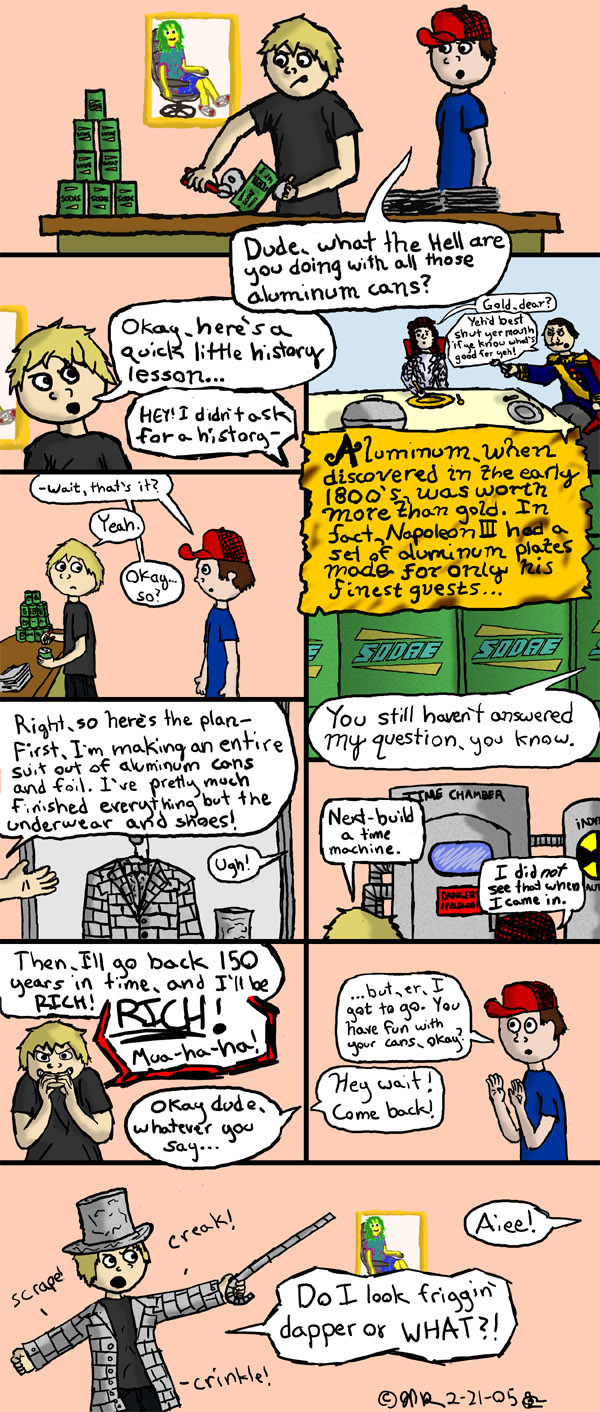 SODAE
SODAE
SODAE
Dude, what the Hell are
you doing with all those
aluminum cans?
Okay, here's a
quick little history
lesson...
HEY! I didn't ask
for a history-
Gold, dear?
Yeh'd best
shut yer mouth
if ye know what's
good fer yeh!
Aluminum, when
discovered in the early
1800's, was worth
more than gold. In
fact, Napoleon III had a
set of aluminum plates
made for only his
finest guests...
-Wait, that's it?
Yeah.
Okay...
so?
SODAE
SODAE
You still haven't answered
my question, you know.
Right, so here's the plan-
First, I'm making an entire
suit out of aluminum cans
and foil. I've pretty much
finished everything but the
underwear and shoes!
Ugh!
TIME CHAMBER
Next-build
a time
machine.
DANGER
I did not
see that when
I came in.
Then, I'll go back 150
years in time, and I'll be
RICH!
RICH!
Mua-ha-ha!
Okay dude,
whatever you
say...
...but, er, I
got to go. You
have fun with
your cans, okay?
Hey wait!
Come back!
scrape!
creak!
-crinkle!
Aiee!
Do I look friggin'
dapper or WHAT?!
2-21-05